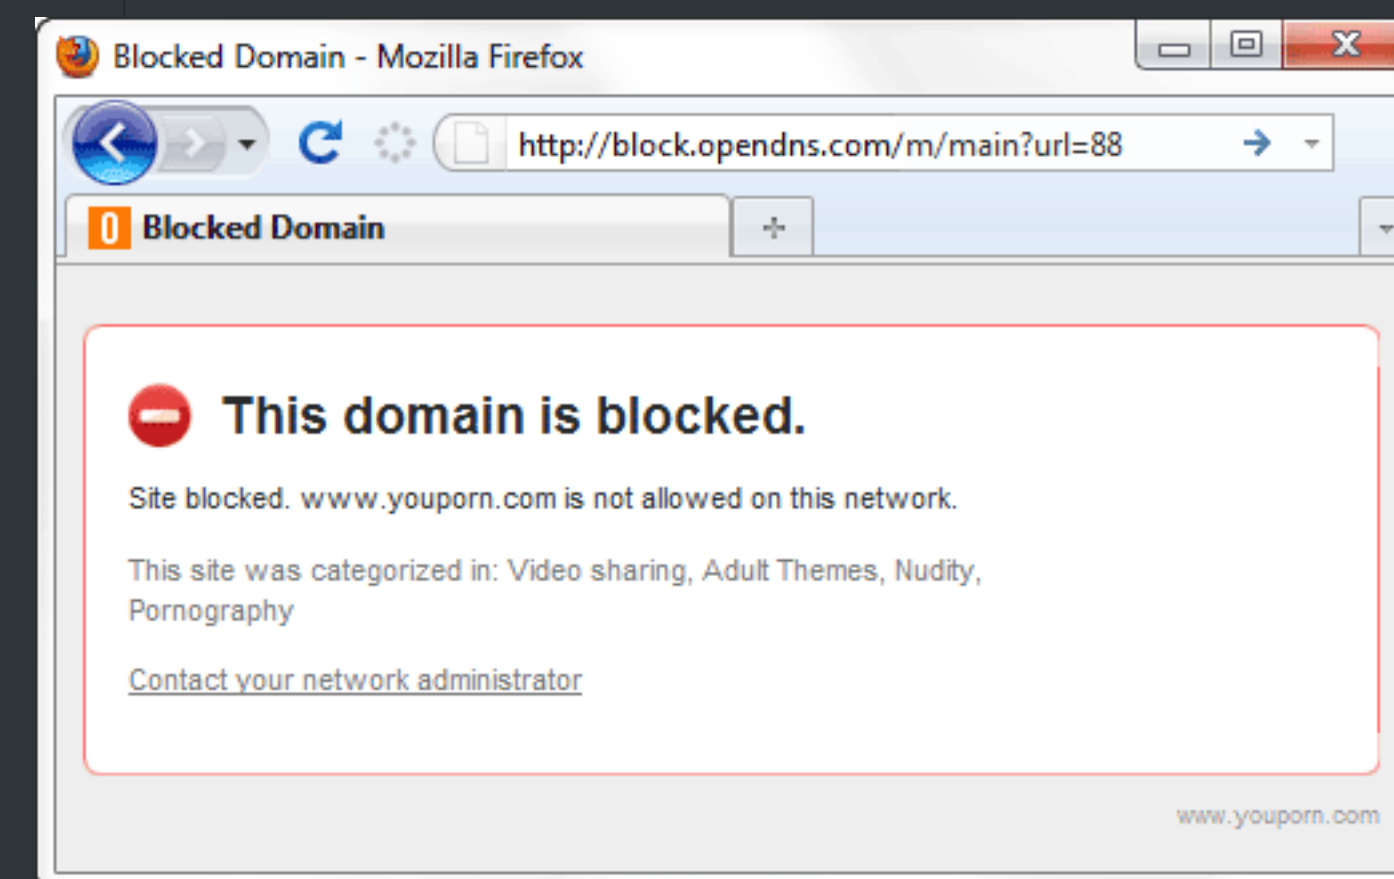 Blocked Domain - Mozilla Firefox
http://block.opendns.com/m/main?url=88
Blocked Domain
This domain is blocked.
Site blocked. www.youporn.com is not allowed on this network.
This site was categorized in: Video sharing, Adult Themes, Nudity,
Pornography
Contact your network administrator
www.youporn.com